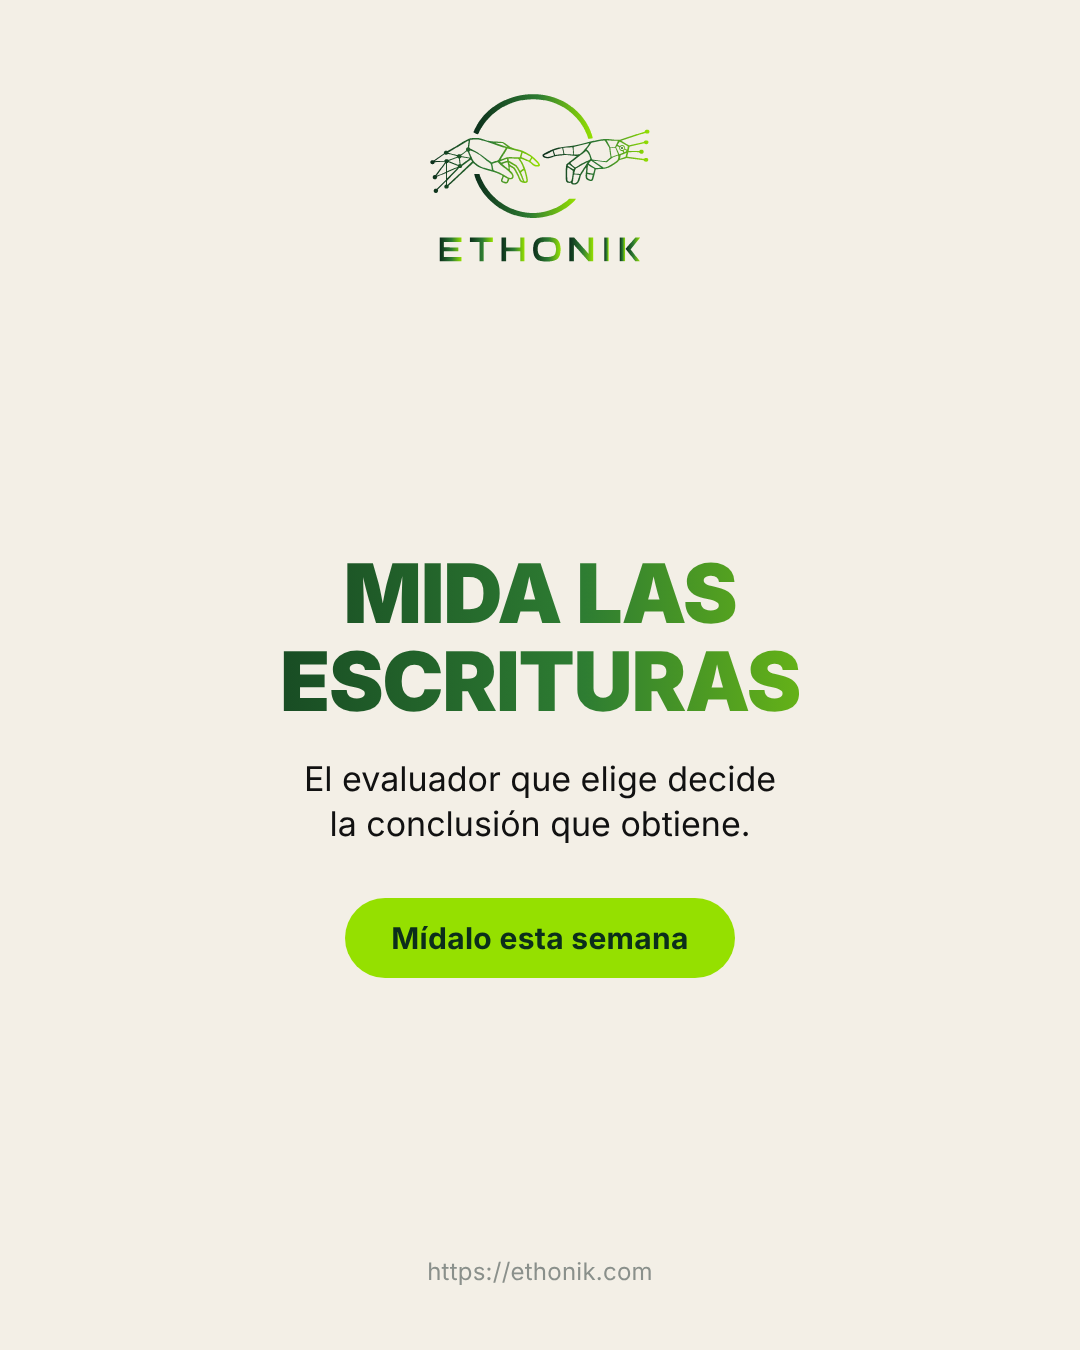 ETHONIK
MIDA LAS
ESCRITURAS
El evaluador que elige decide
la conclusión que obtiene.
Mídalo esta semana
https://ethonik.com